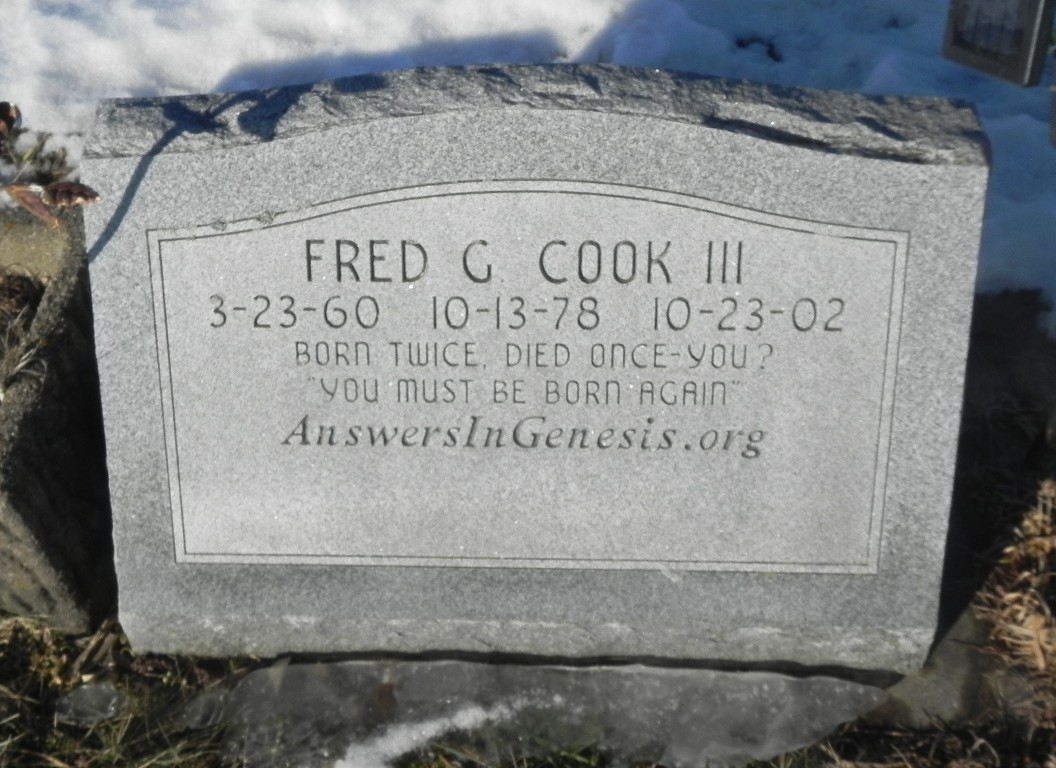 FRED G. COOK III
3-23-60 10-13-78 10-23-02
BORN TWICE, DIED ONCE-YOU?
"YOU MUST BE BORN AGAIN"
AnswersInGenesis.org